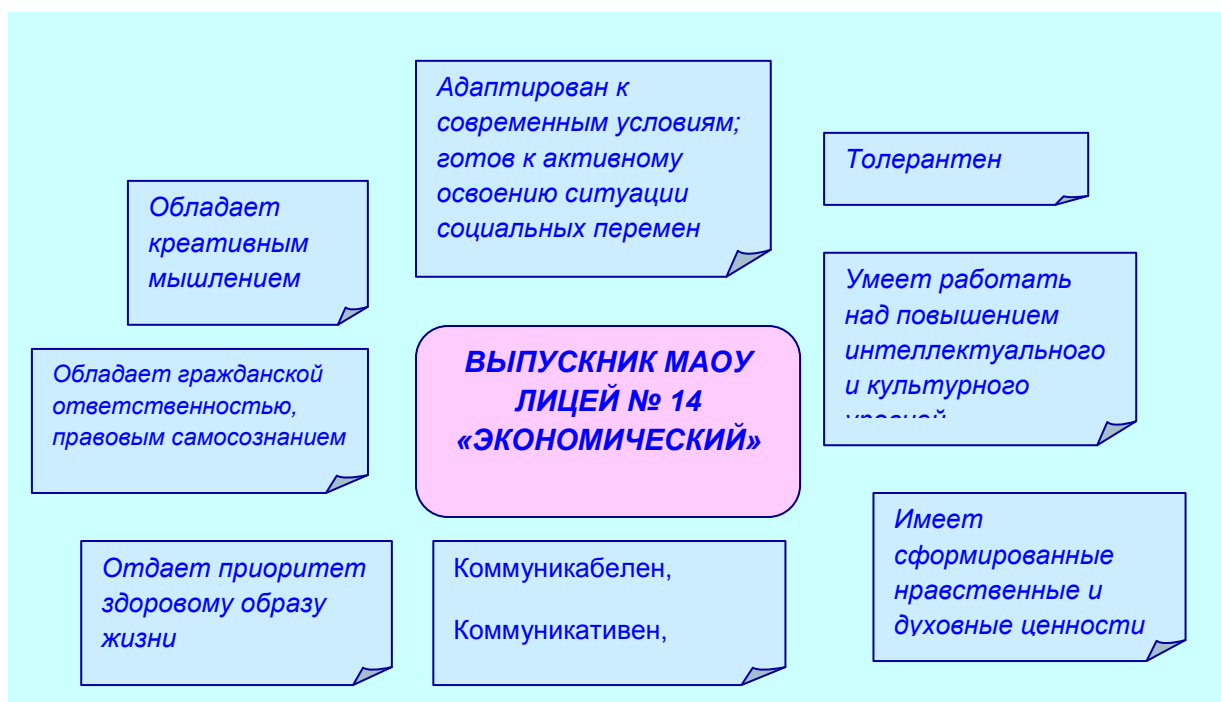 Адаптирован к
современным условиям;
готов к активному
освоению ситуации
социальных перемен
Толерантен
Обладает
креативным
мышлением
Умеет работать
над повышением
интеллектуального
и культурного
ВЫПУСКНИК МАОУ
ЛИЦЕЙ № 14
«ЭКОНОМИЧЕСКИЙ»
Обладает гражданской
ответственностью,
правовым самосознанием
Имеет
сформированные
нравственные и
духовные ценности
Отдает приоритет
здоровому образу
жизни
Коммуникабелен,
Коммуникативен,